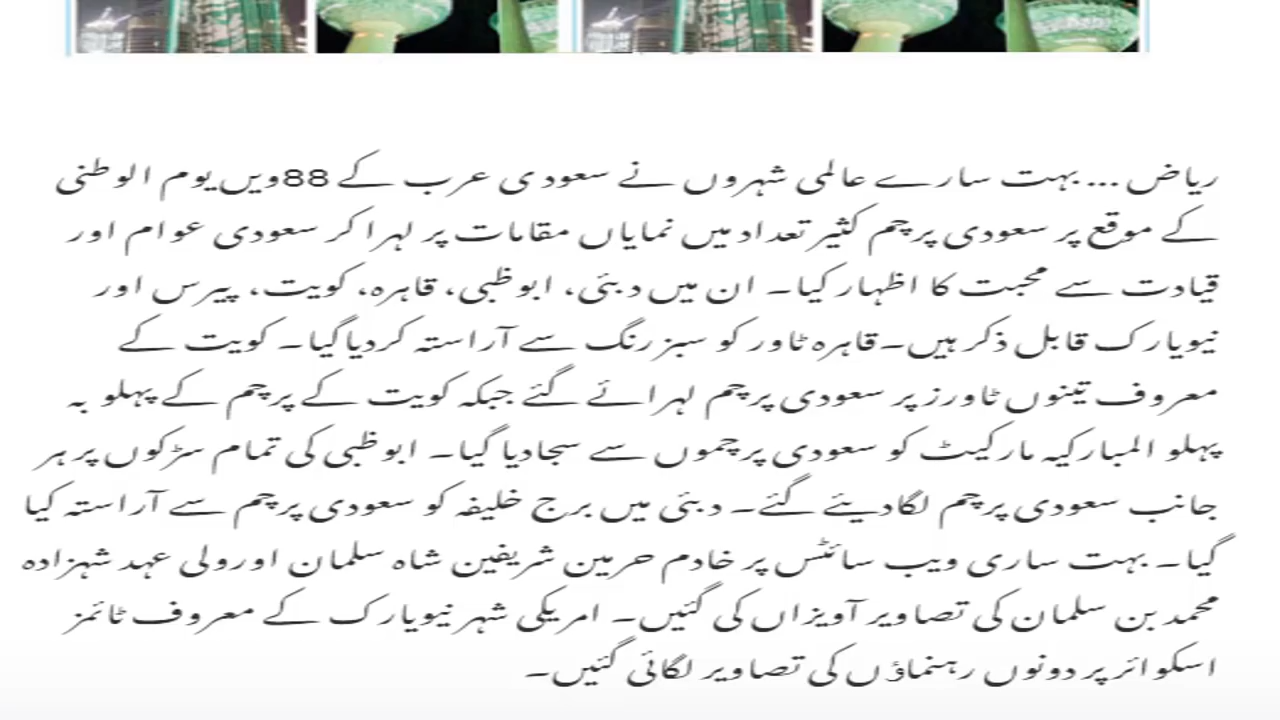 ریاض ... بہت سارے عالمی شہروں نے سعودی عرب کے 88ویں یوم الوطنی
کے موقع پر سعودی پرچم کثیر تعداد میں نمایاں مقامات پر لہرا کر سعودی عوام اور
قیادت سے محبت کا اظہار کیا۔ ان میں دبئی، ابوظبی، قاہرہ، کویت، پیرس اور
نیویارک قابل ذکر ہیں۔قاہرہ ٹاور کو سبز رنگ سے آراستہ کردیا گیا۔ کویت کے
معروف تینوں ٹاورز پر سعودی پرچم لہرائے گئے جبکہ کویت کے پرچم کے پہلو بہ
پہلو المبارکیہ مارکیٹ کو سعودی پرچموں سے سجادیا گیا۔ ابوظبی کی تمام سڑکوں پر ہر
جانب سعودی پرچم لگادیئے گئے۔ دبئی میں برج خلیفہ کو سعودی پرچم سے آراستہ کیا
گیا۔ بہت ساری ویب سائٹس پر خادم حرمین شریفین شاہ سلمان اورولی عہد شہزادہ
محمد بن سلمان کی تصاویر آویزاں کی گئیں۔ امریکی شہر نیویارک کے معروف ٹائمز
اسکوائر پر دونوں رہنماؤں کی تصاویر لگائی گئیں۔